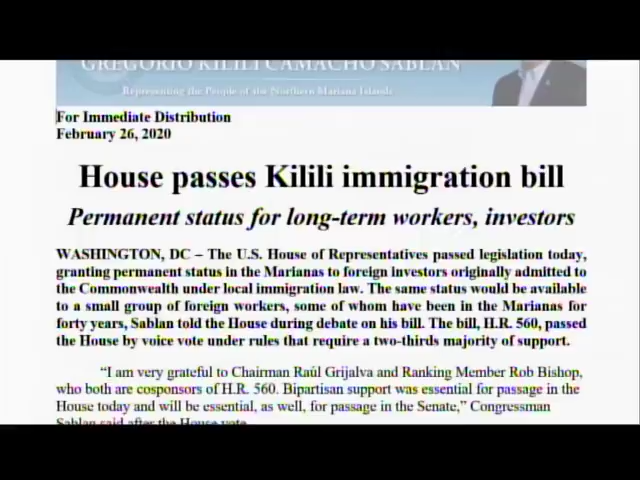 GREGORIO KILILI CAMACHO SABLAN
Representing the People of the Northern Mariana Islands
For Immediate Distribution
February 26, 2020
House passes Kilili immigration bill
Permanent status for long-term workers, investors
WASHINGTON, DC – The U.S. House of Representatives passed legislation today,
granting permanent status in the Marianas to foreign investors originally admitted to
the Commonwealth under local immigration law. The same status would be available
to a small group of foreign workers, some of whom have been in the Marianas for
forty years, Sablan told the House during debate on his bill. The bill, H.R. 560, passed
the House by voice vote under rules that require a two-thirds majority of support.
“I am very grateful to Chairman Raúl Grijalva and Ranking Member Rob Bishop,
who both are cosponsors of H.R. 560. Bipartisan support was essential for passage in the
House today and will be essential, as well, for passage in the Senate,” Congressman
Sablan said after the House vote